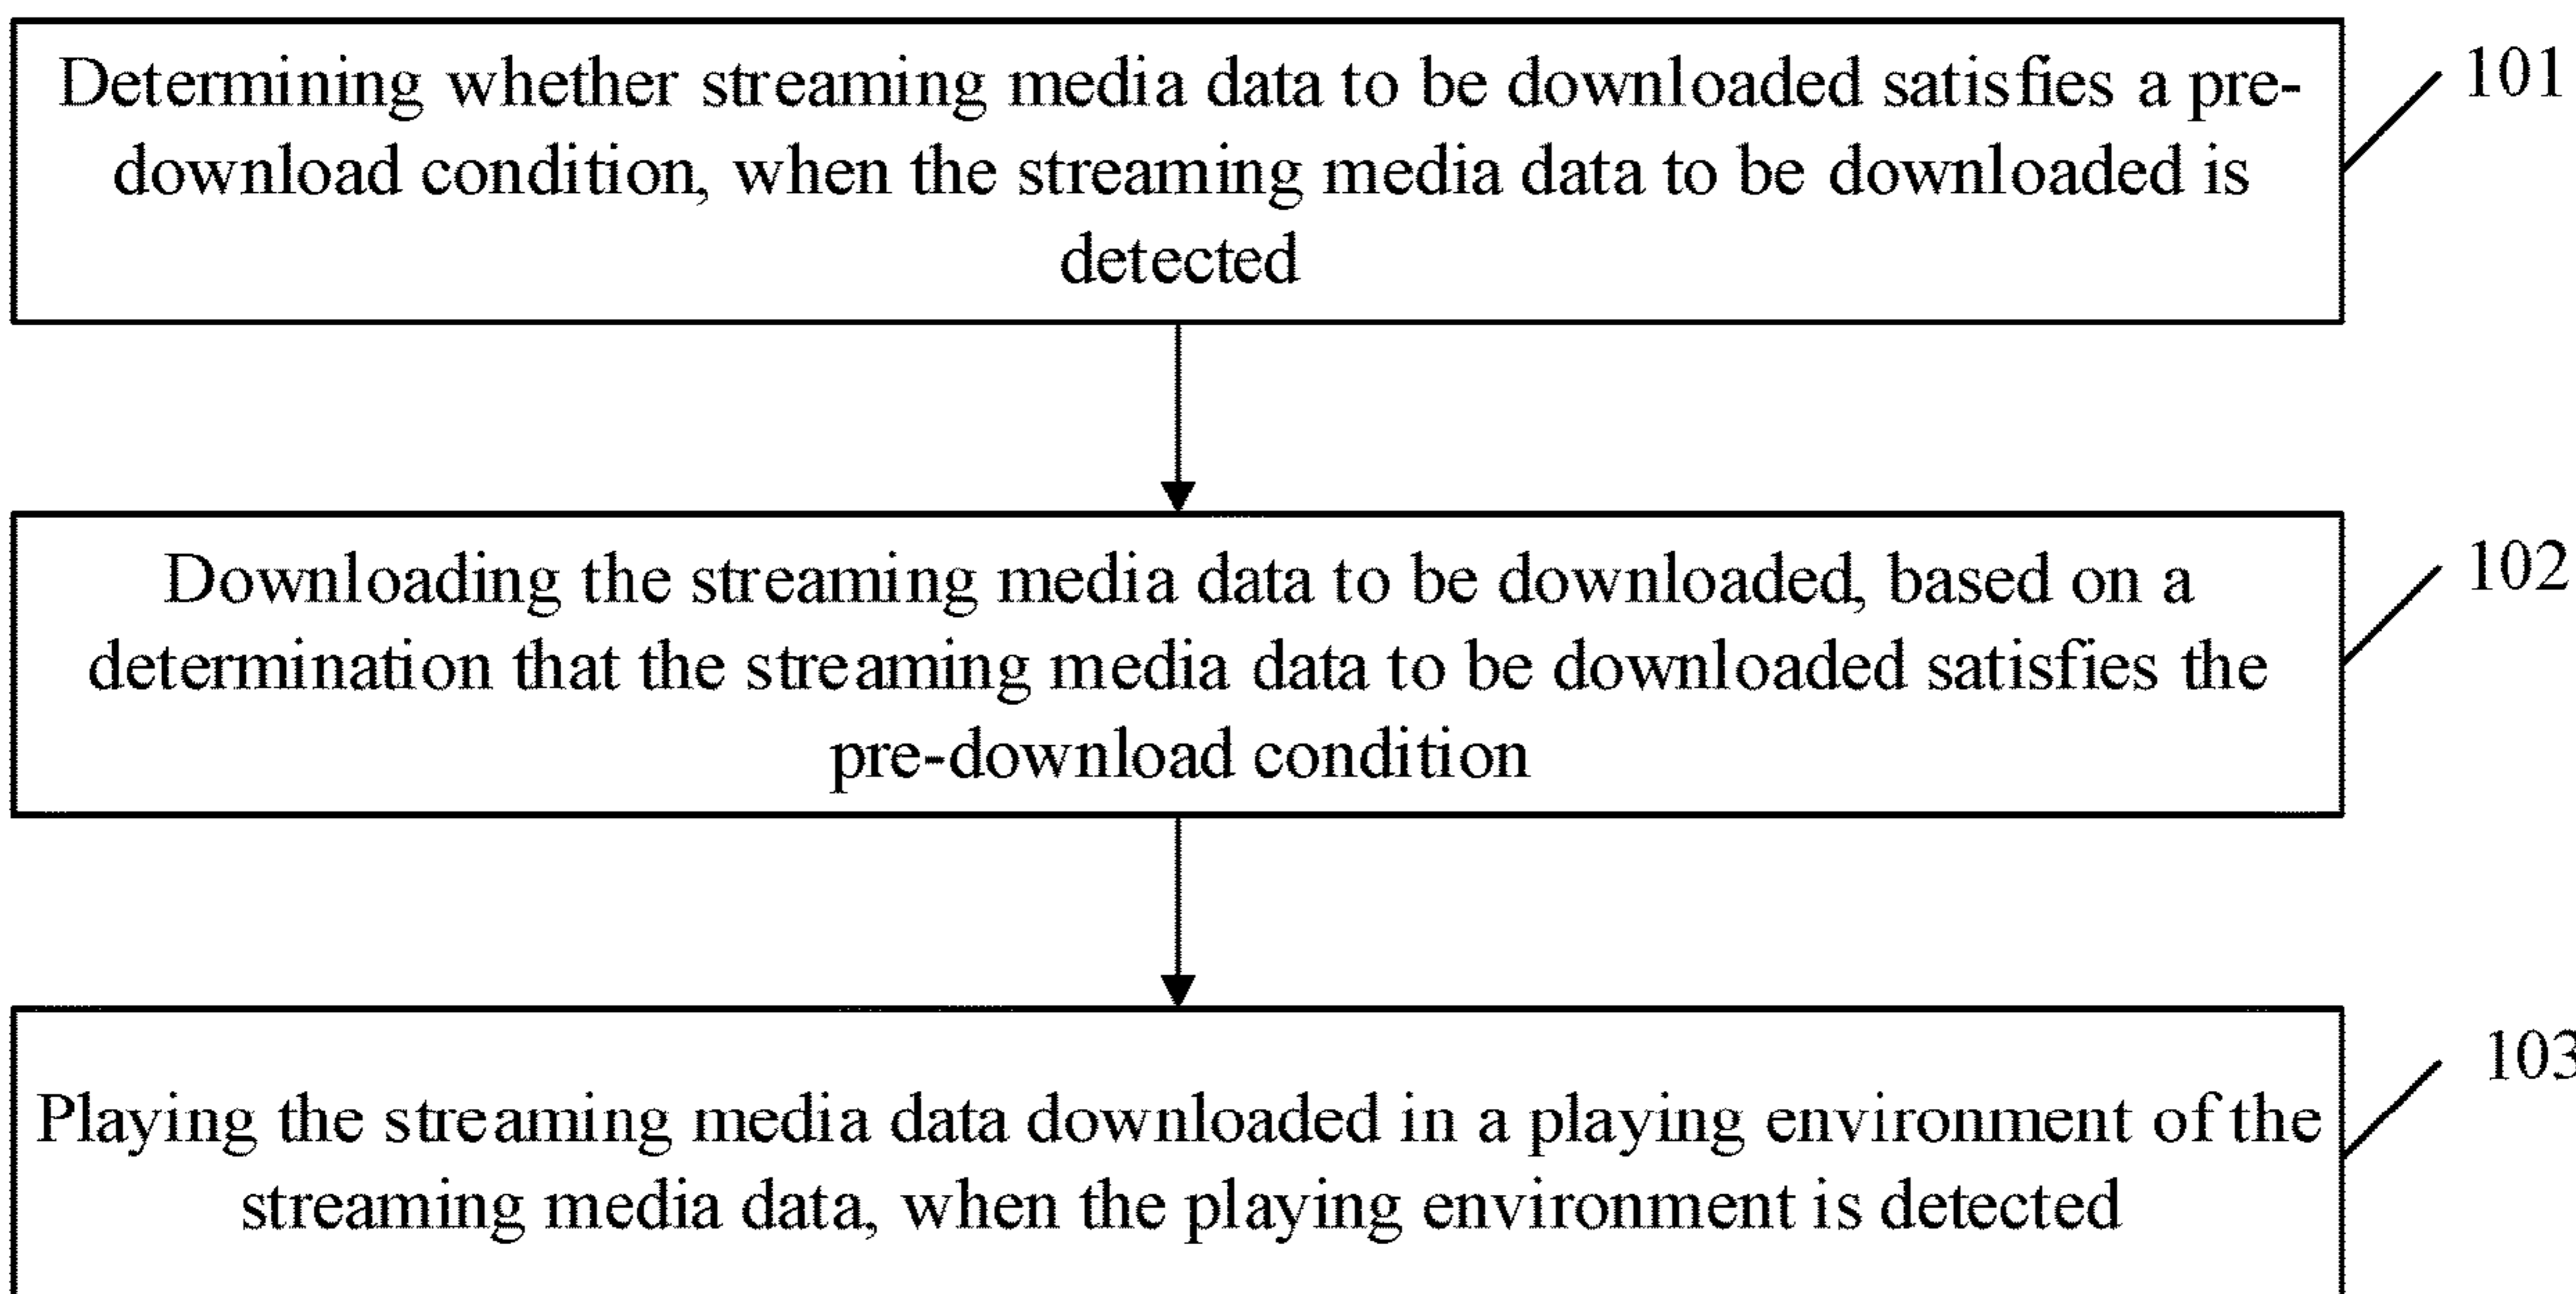 Determining whether streaming media data to be downloaded satisfies a pre-
download condition, when the streaming media data to be downloaded is
detected
101
Downloading the streaming media data to be downloaded, based on a
determination that the streaming media data to be downloaded satisfies the
pre-download condition
102
Playing the streaming media data downloaded in a playing environment of the
streaming media data, when the playing environment is detected
103